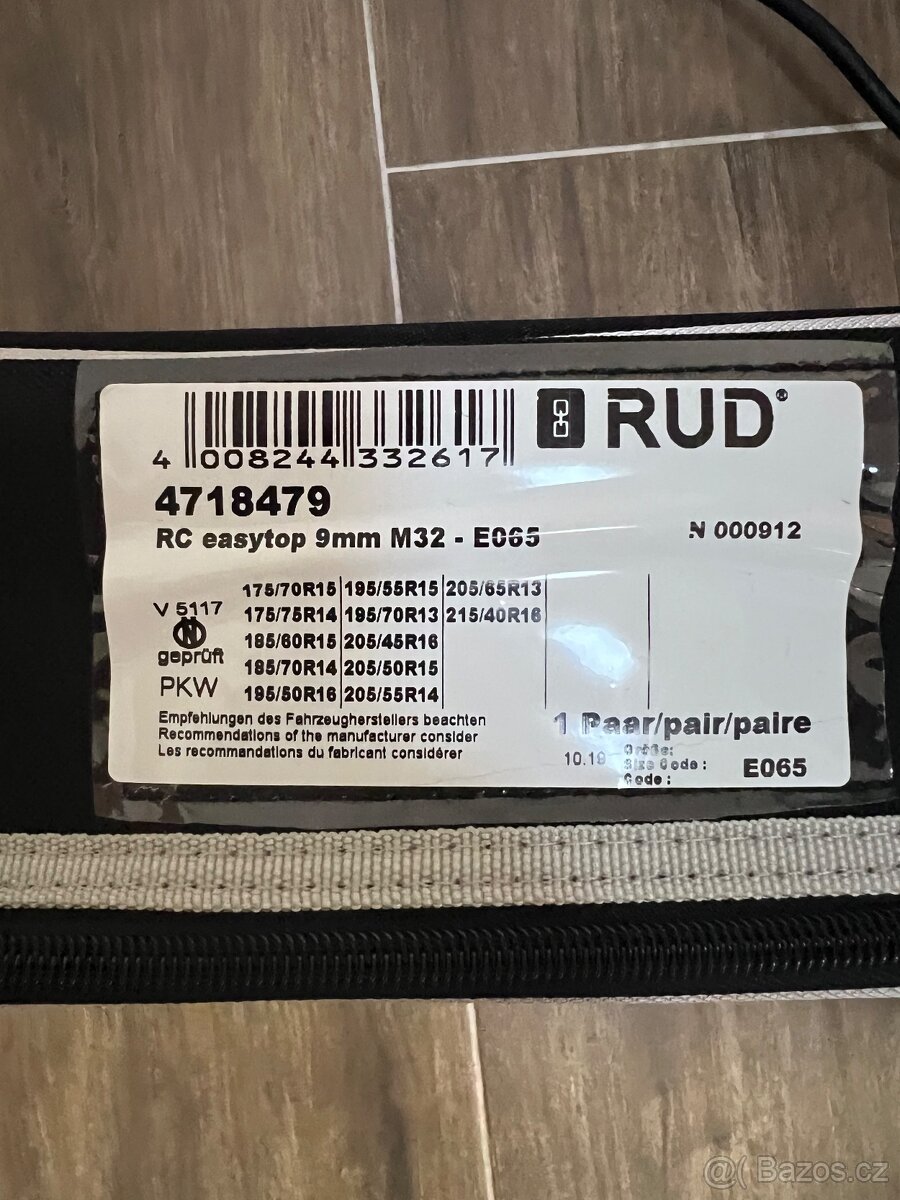 4 008244 332617
RUD®
4718479
RC easytop 9mm M32 - E065
N 000912
V 5117
geprüft
PKW
175/70R15 195/55R15 205/65R13
175/75R14 195/70R13 215/40R16
185/60R15 205/45R16
185/70R14 205/50R15
195/50R16 205/55R14
Empfehlungen des Fahrzeugherstellers beachten
Recommendations of the manufacturer consider
Les recommandations du fabricant considérer
1 Paar/pair/paire
10.19
Größe:
Size Code :
Code :
E065
@( Bazos.cz